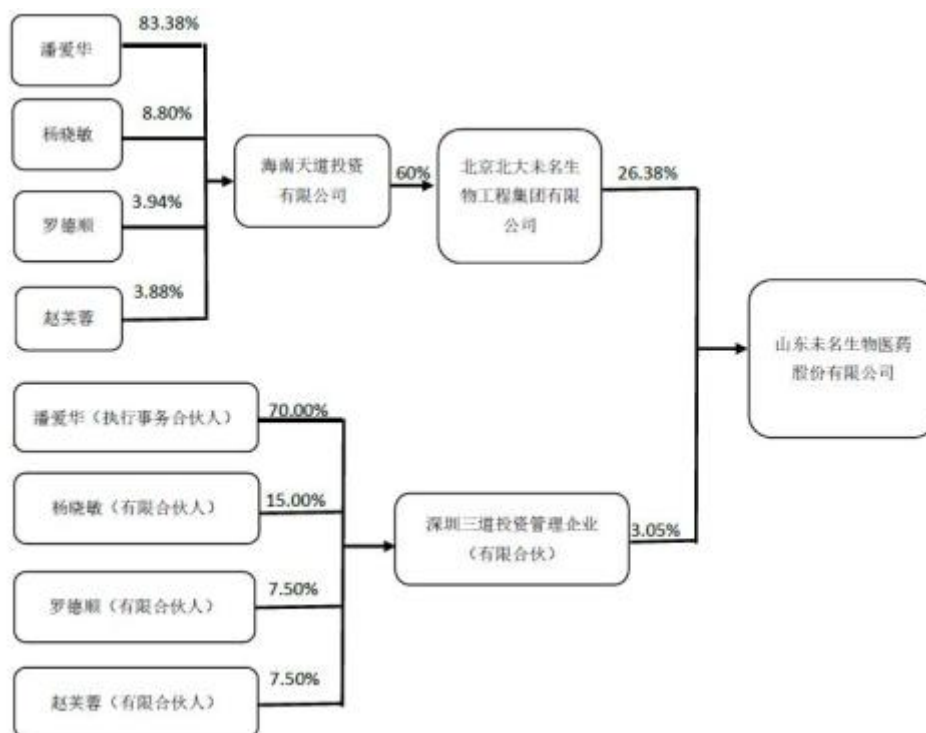 83.38%
潘爱华
8.80%
杨晓敏
3.94%
罗德顺
3.88%
赵芙蓉
海南天道投资
有限公司
60%
北京北大未名生
物工程集团有限
公司
26.38%
山东未名生物医药
股份有限公司
潘爱华（执行事务合伙人）
70.00%
杨晓敏（有限合伙人）
15.00%
罗德顺（有限合伙人）
7.50%
赵芙蓉（有限合伙人）
7.50%
深圳三道投资管理企业
（有限合伙）
3.05%